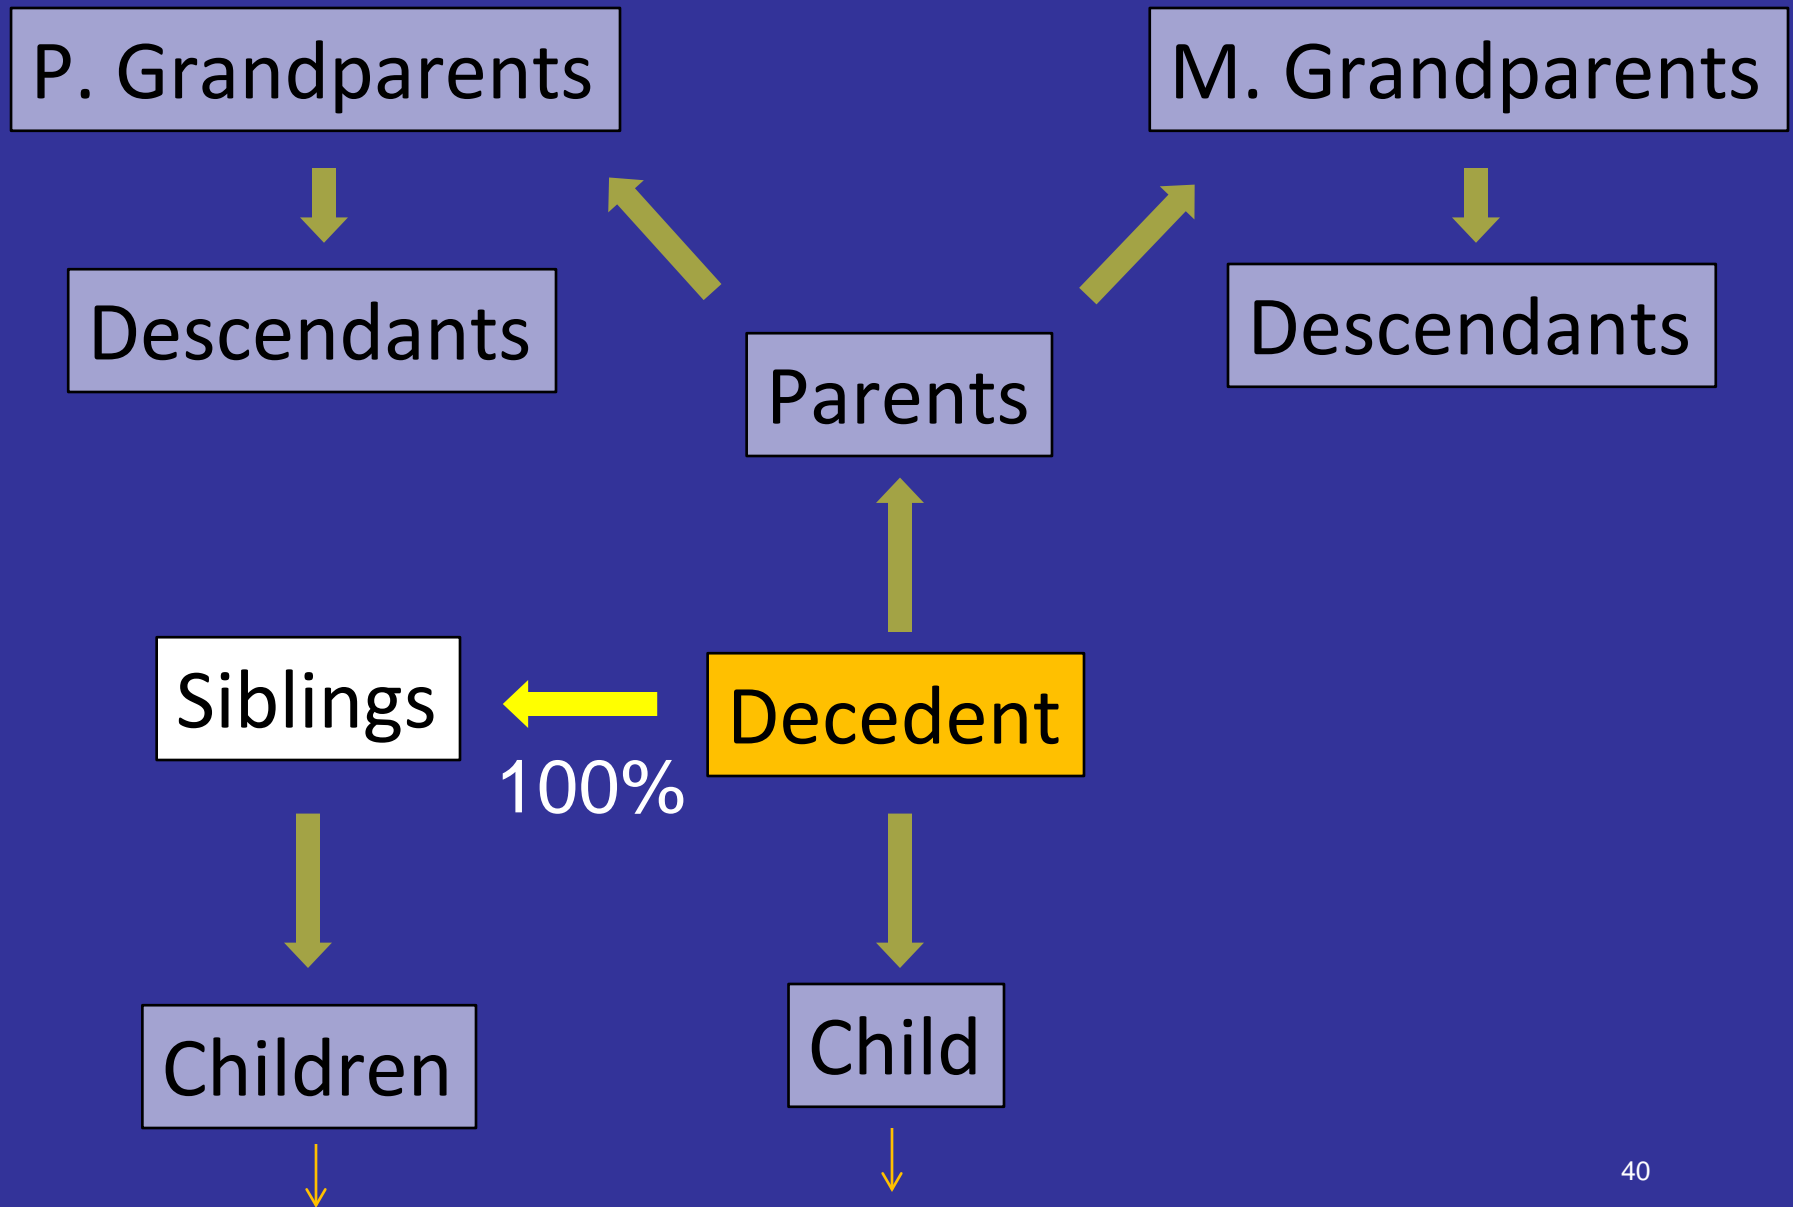 P. Grandparents
M. Grandparents
Descendants
Descendants
Parents
Siblings
Decedent
100%
Children
Child
40